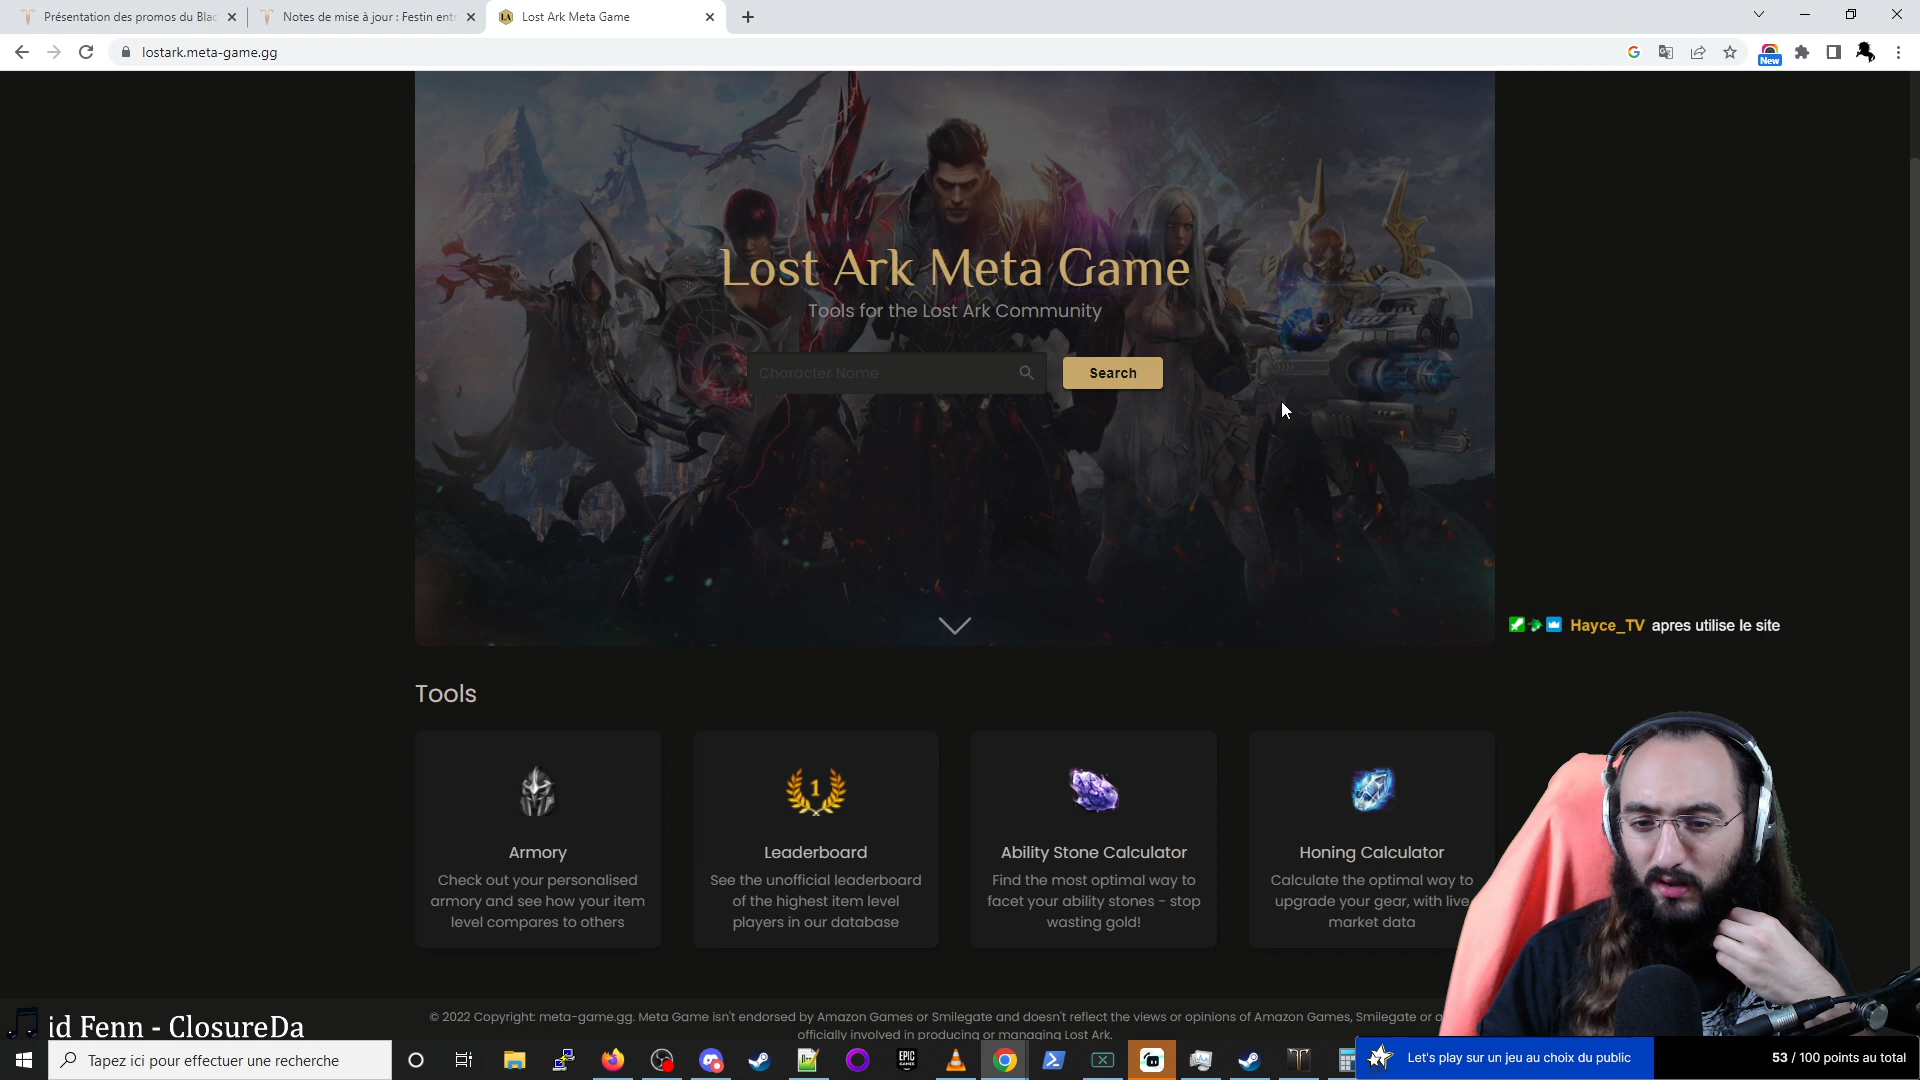 Présentation des promos du Blac
Notes de mise à jour : Festin entr
Lost Ark Meta Game
lostark.meta-game.gg
New
Lost Ark Meta Game
Tools for the Lost Ark Community
Character Name
Search
Hayce_TV apres utilise le site
Tools
Armory
Check out your personalised
armory and see how your item
level compares to others
1
Leaderboard
See the unofficial leaderboard
of the highest item level
players in our database
Ability Stone Calculator
Find the most optimal way to
facet your ability stones - stop
wasting gold!
Honing Calculator
Calculate the optimal way to
upgrade your gear, with live
market data
© 2022 Copyright: meta-game.gg. Meta Game isn't endorsed by Amazon Games or Smilegate and doesn't reflect the views or opinions of Amazon Games, Smilegate or a
officially involved in producing or managing Lost Ark.
id Fenn - ClosureDa
Tapez ici pour effectuer une recherche
EPIC
GAMES
Let's play sur un jeu au choix du public
53 / 100 points au total